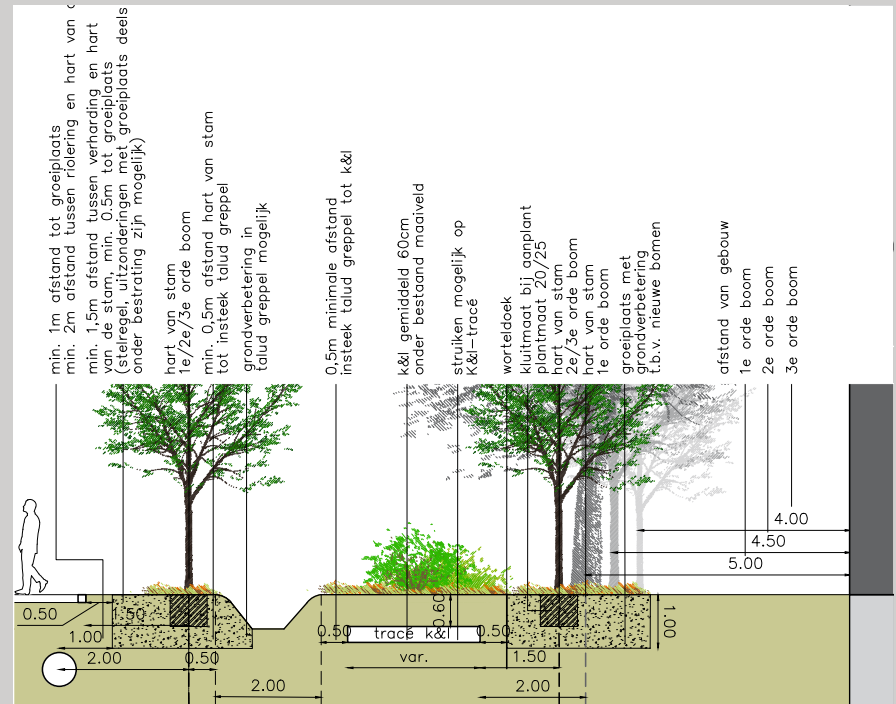 min. 1m afstand tot groeiplaats
min. 2m afstand tussen riolering en hart van
min. 1,5m afstand tussen verharding en hart
van de stam, min. 0.5m tot groeiplaats
(stelregel, uitzonderingen met groeiplaats deels
onder bestrating zijn mogelijk)
hart van stam
1e/2e/3e orde boom
min. 0,5m afstand hart van stam
tot insteek talud greppel
grondverbetering in
talud greppel mogelijk
0,5m minimale afstand
insteek talud greppel tot k&l
k&l gemiddeld 60cm
onder bestaand maaiveld
struiken mogelijk op
K&l-tracé
worteldoek
kluitmaat bij aanplant
plantmaat 20/25
hart van stam
2e/3e orde boom
hart van stam
1e orde boom
groeiplaats met
grondverbetering
t.b.v. nieuwe bomen
afstand van gebouw
1e orde boom
2e orde boom
3e orde boom
4.00
4.50
5.00
0.50
1.50
1.00
2.00
0.50
2.00
0.50
tracé k&l
0.60
0.50
var.
1.50
2.00
1.00